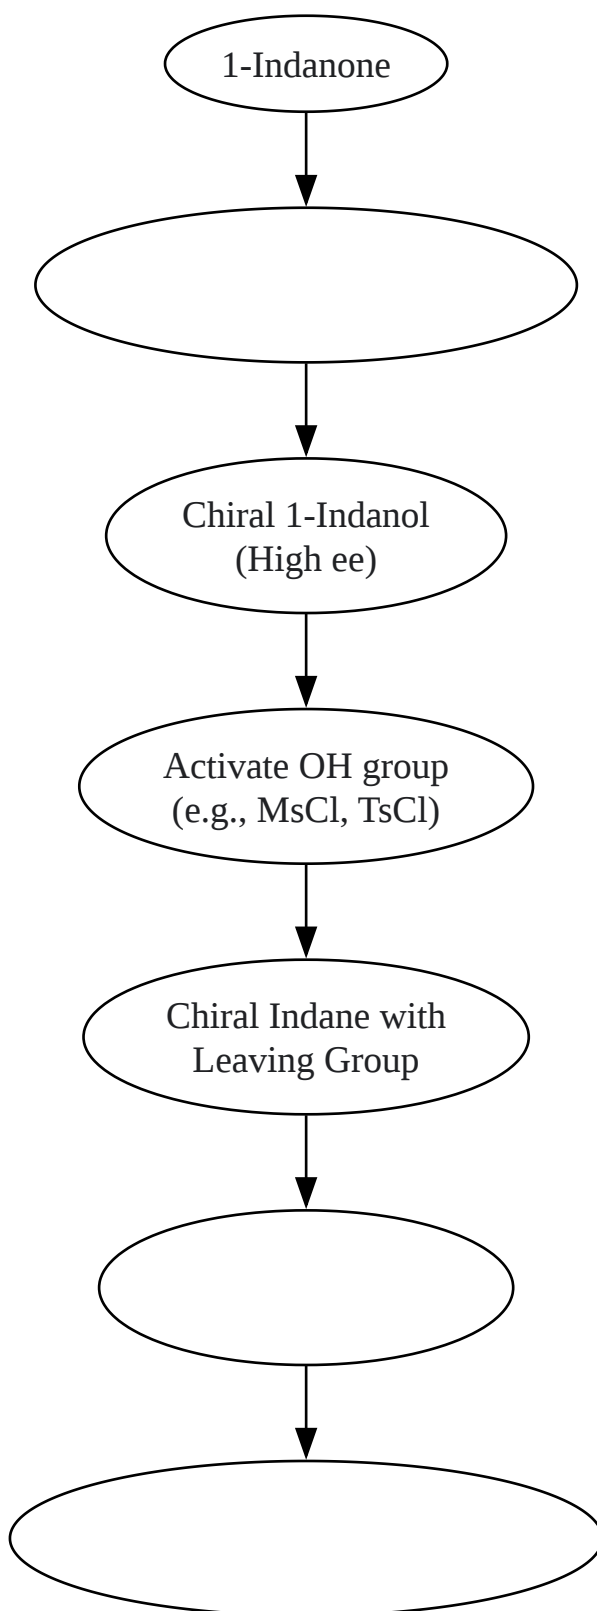 1-Indanone
Chiral 1-Indanol
(High ee)
Activate OH group
(e.g., MsCl, TsCl)
Chiral Indane with
Leaving Group